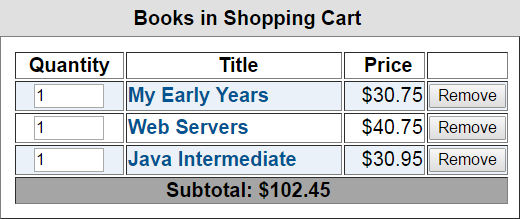 Books in Shopping Cart
Quantity Title Price
1 My Early Years $30.75 Remove
1 Web Servers $40.75 Remove
1 Java Intermediate $30.95 Remove
Subtotal: $102.45